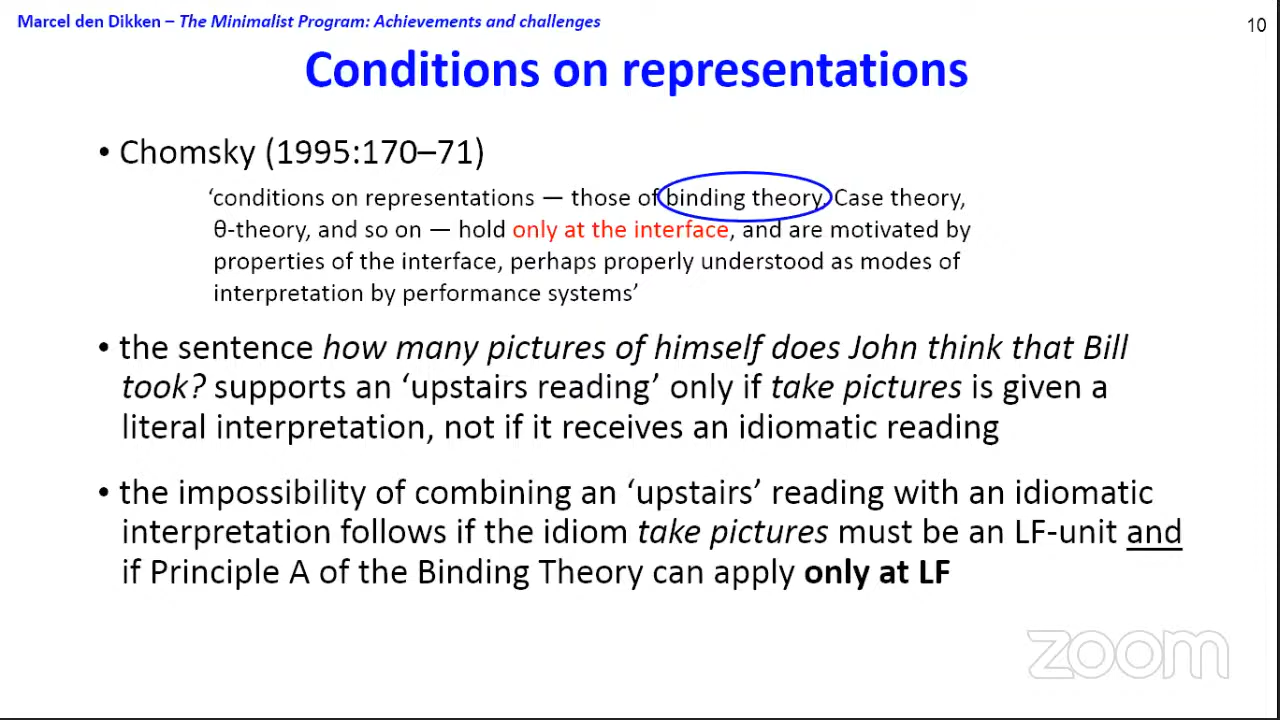 Marcel den Dikken – The Minimalist Program: Achievements and challenges
10
Conditions on representations
• Chomsky (1995:170–71)
‘conditions on representations — those of binding theory, Case theory,
θ-theory, and so on — hold only at the interface, and are motivated by
properties of the interface, perhaps properly understood as modes of
interpretation by performance systems’
• the sentence how many pictures of himself does John think that Bill
took? supports an ‘upstairs reading’ only if take pictures is given a
literal interpretation, not if it receives an idiomatic reading
• the impossibility of combining an ‘upstairs’ reading with an idiomatic
interpretation follows if the idiom take pictures must be an LF-unit and
if Principle A of the Binding Theory can apply only at LF
zoom